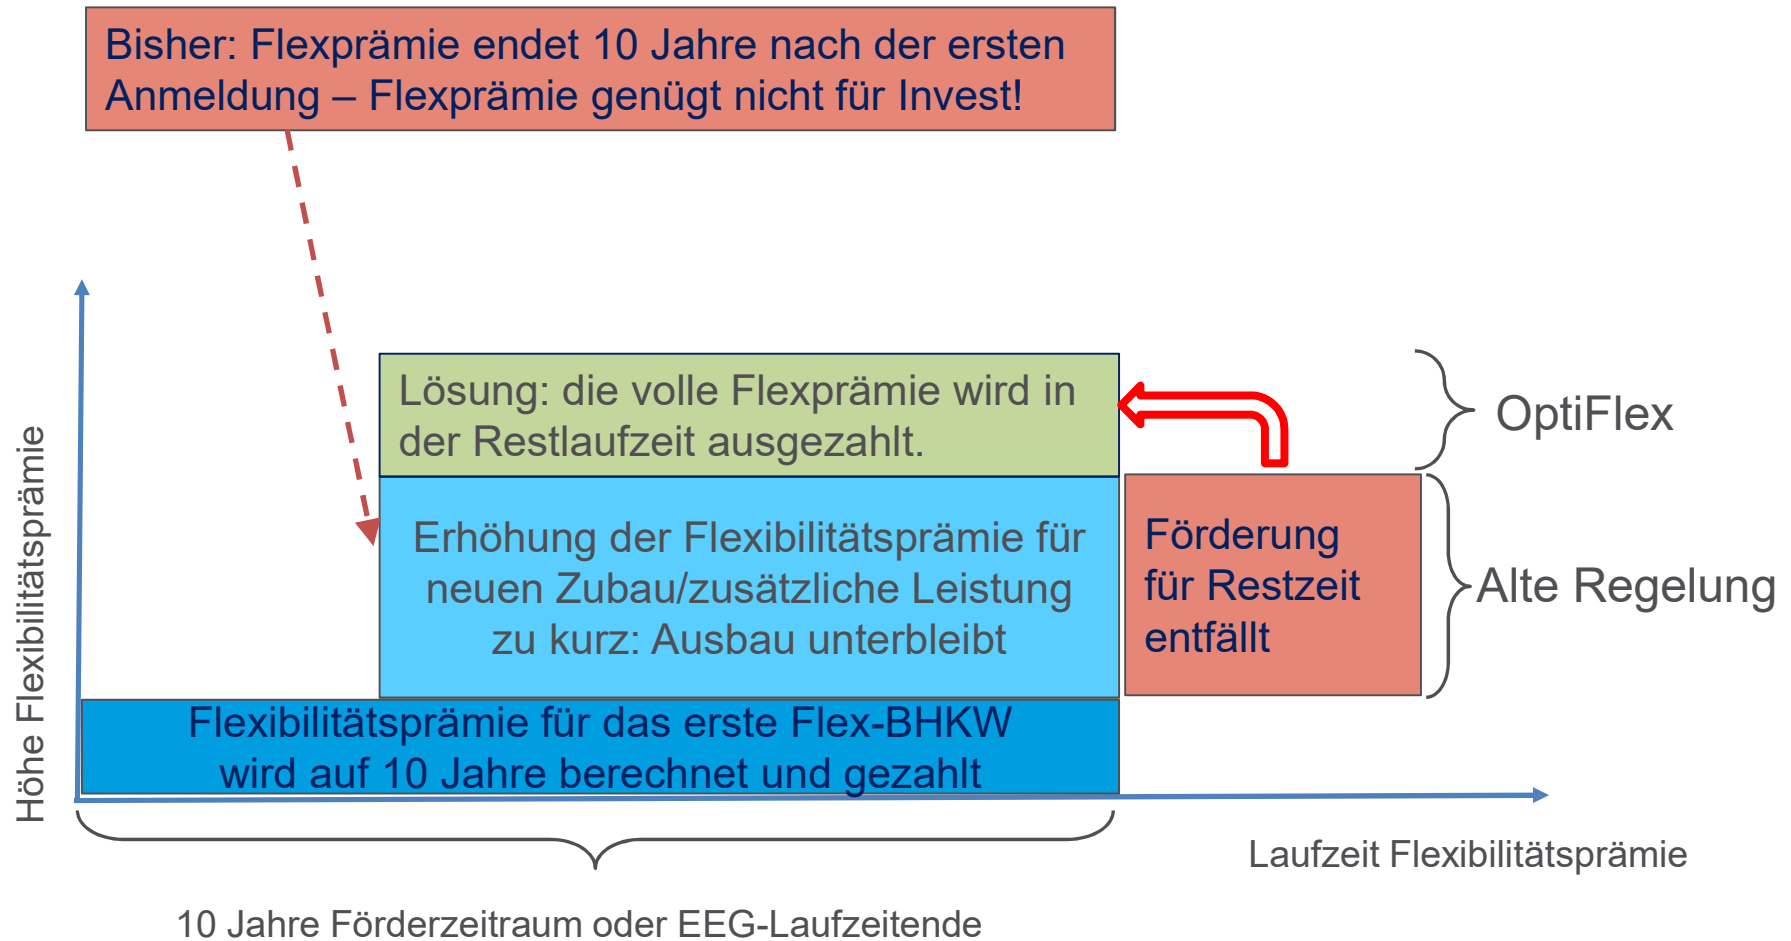 Bisher: Flexprämie endet 10 Jahre nach der ersten
Anmeldung – Flexprämie genügt nicht für Invest!
Höhe Flexibilitätsprämie
Lösung: die volle Flexprämie wird in
der Restlaufzeit ausgezahlt.
OptiFlex
Erhöhung der Flexibilitätsprämie für
neuen Zubau/zusätzliche Leistung
zu kurz: Ausbau unterbleibt
Förderung
für Restzeit
entfällt
Alte Regelung
Flexibilitätsprämie für das erste Flex-BHKW
wird auf 10 Jahre berechnet und gezahlt
Laufzeit Flexibilitätsprämie
10 Jahre Förderzeitraum oder EEG-Laufzeitende